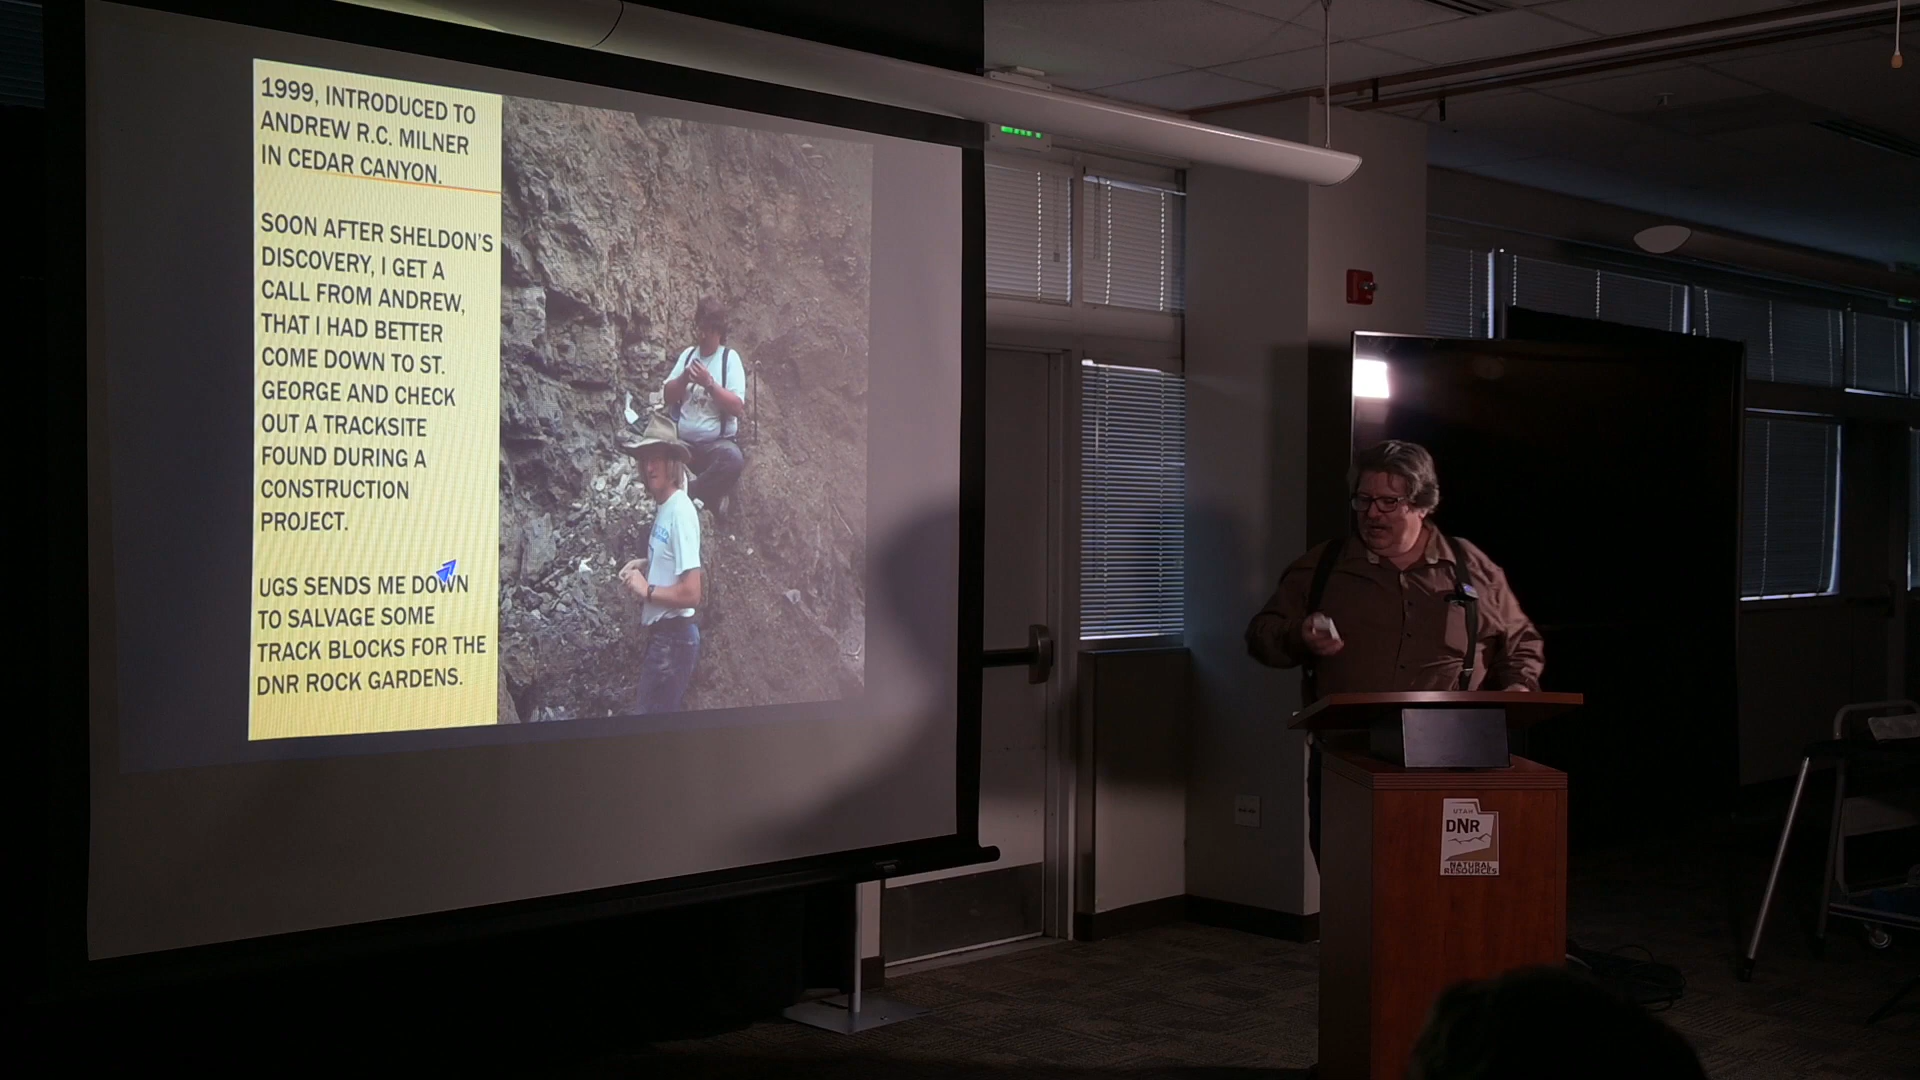 1999, INTRODUCED TO
ANDREW R.C. MILNER
IN CEDAR CANYON.
SOON AFTER SHELDON'S
DISCOVERY, I GET A
CALL FROM ANDREW,
THAT I HAD BETTER
COME DOWN TO ST.
GEORGE AND CHECK
OUT A TRACKSITE
FOUND DURING A
CONSTRUCTION
PROJECT.
UGS SENDS ME DOWN
TO SALVAGE SOME
TRACK BLOCKS FOR THE
DNR ROCK GARDENS.
UTAH
DNR
NATURAL
RESOURCES